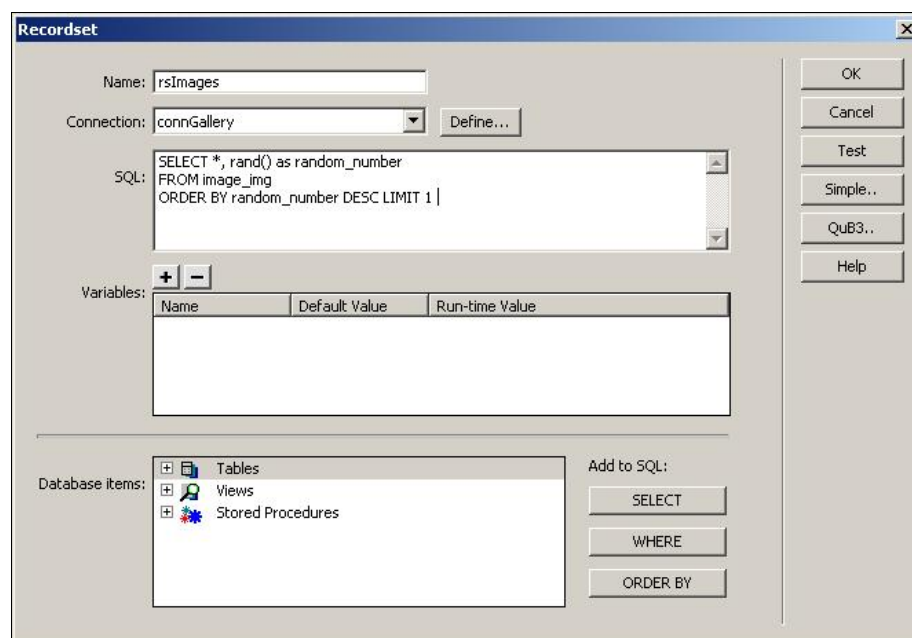 Recordset
Name: rsImages
Connection: connGallery Define...
SQL: SELECT *, rand() as random_number
FROM image_img
ORDER BY random_number DESC LIMIT 1
Variables:
Name Default Value Run-time Value
Database items:
Tables
Views
Stored Procedures
Add to SQL:
SELECT
WHERE
ORDER BY
OK
Cancel
Test
Simple..
QuB3..
Help